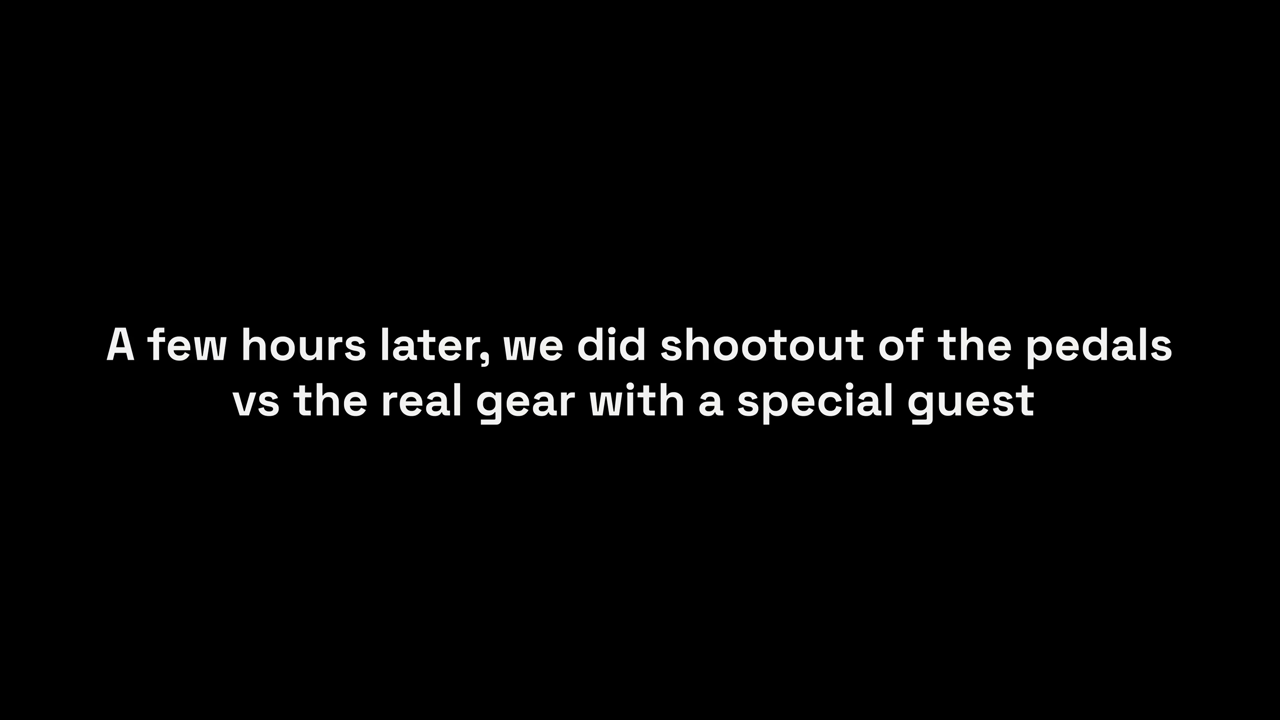 A few hours later, we did shootout of the pedals
vs the real gear with a special guest